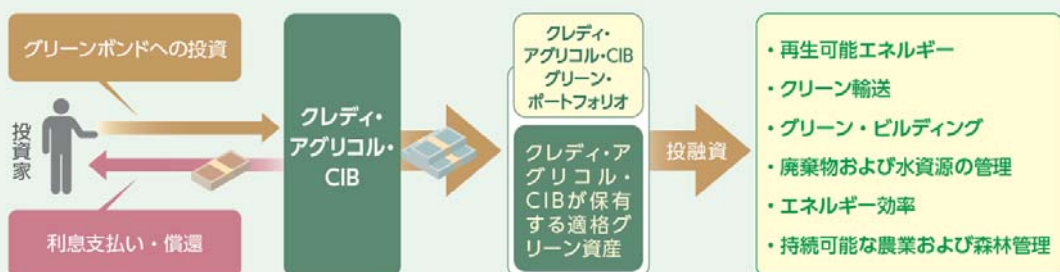 グリーンボンドへの投資
投資家
利息支払い・償還
クレディ・
アグリコル・
CIB
クレディ・
アグリコル・CIB
グリーン・
ポートフォリオ
クレディ・ア
グリコル・
CIBが保有
する適格グ
リーン資産
投融資
・再生可能エネルギー
・クリーン輸送
・グリーン・ビルディング
・廃棄物および水資源の管理
・エネルギー効率
・持続可能な農業および森林管理